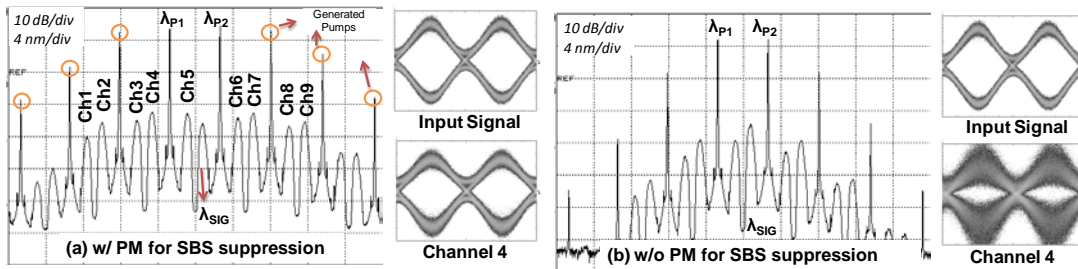 10 dB/div
4 nm/div
λP1
λP2
Generated
Pumps
REF
Ch1
Ch2
Ch3
Ch4
Ch5
Ch6
Ch7
Ch8
Ch9
λSIG
(a) w/ PM for SBS suppression
Input Signal
Channel 4
10 dB/div
4 nm/div
λP1
λP2
REF
λSIG
(b) w/o PM for SBS suppression
Input Signal
Channel 4